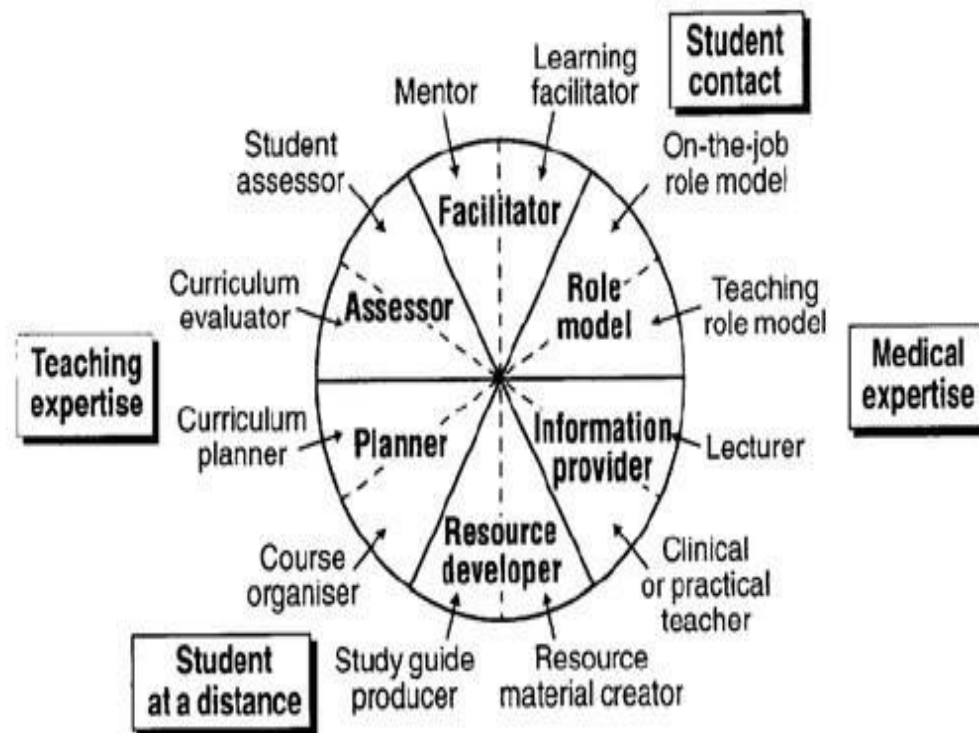 Student
contact
Learning
facilitator
Mentor
Student
assessor
On-the-job
role model
Facilitator
Curriculum
evaluator
Assessor
Role
model
Teaching
role model
Teaching
expertise
Medical
expertise
Curriculum
planner
Planner
Information
provider
Lecturer
Course
organiser
Resource
developer
Clinical
or practical
teacher
Student
at a distance
Study guide
producer
Resource
material creator